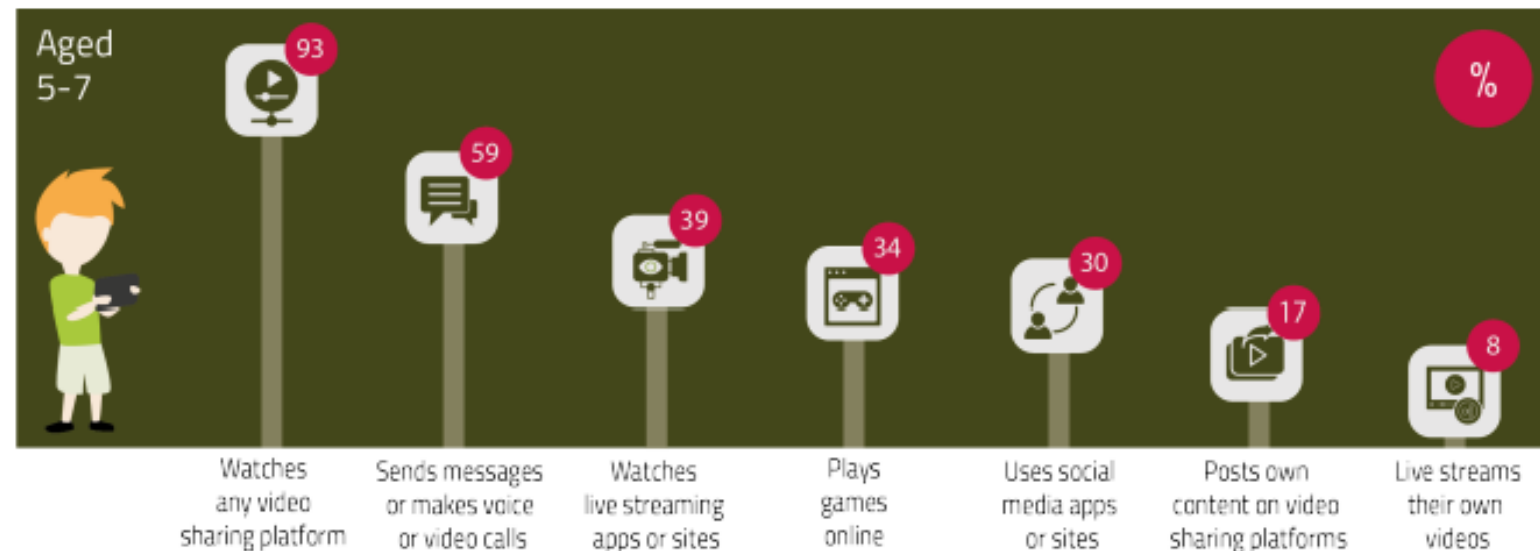 Aged
5-7
93
%
59
39
34
30
17
8
Watches
any video
sharing platform
Sends messages
or makes voice
or video calls
Watches
live streaming
apps or sites
Plays
games
online
Uses social
media apps
or sites
Posts own
content on video
sharing platforms
Live streams
their own
videos